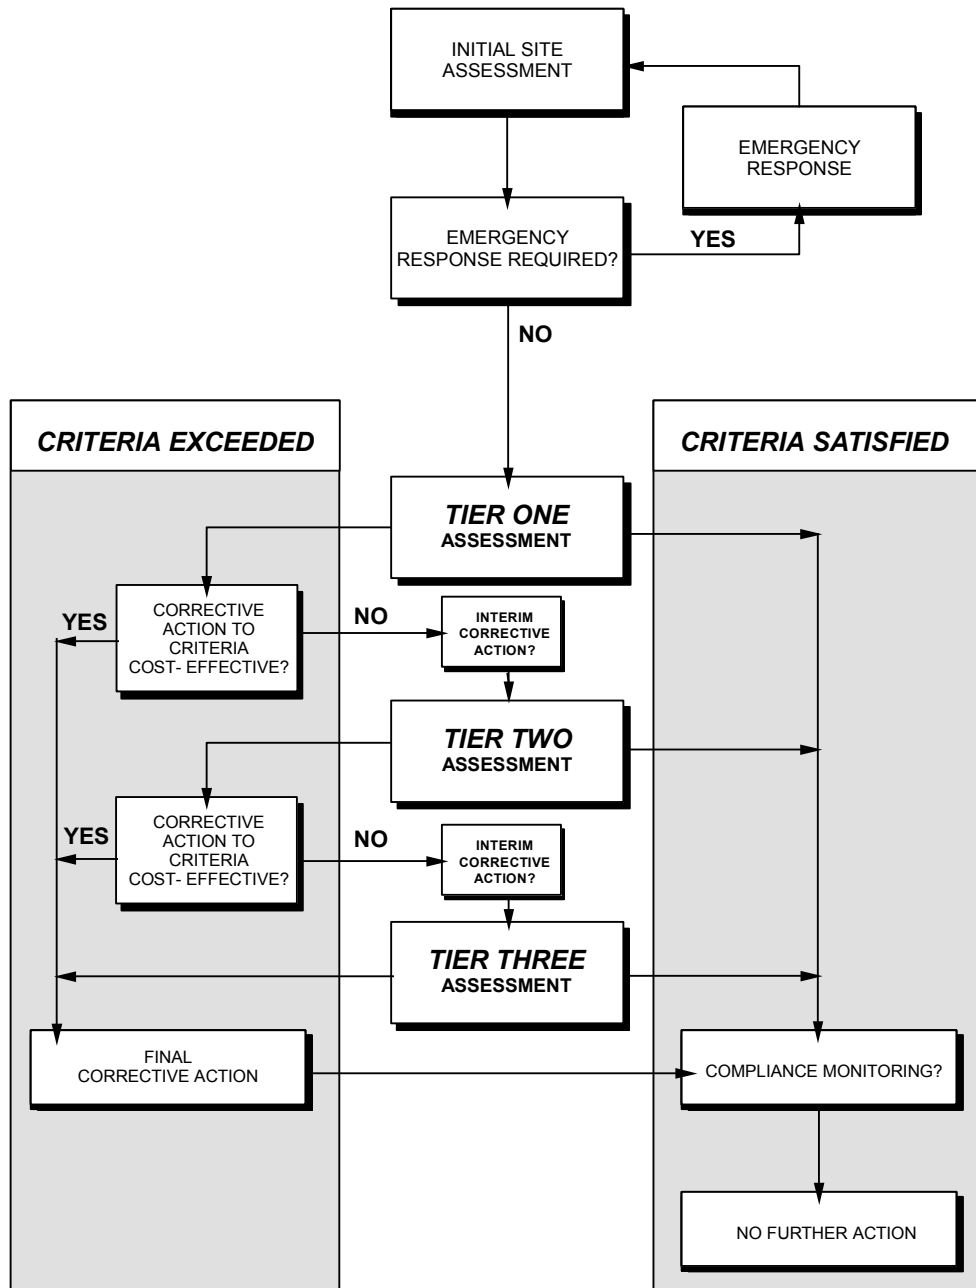 INITIAL SITE
ASSESSMENT
EMERGENCY
RESPONSE
EMERGENCY
RESPONSE REQUIRED?
YES
NO
CRITERIA EXCEEDED
CRITERIA SATISFIED
TIER ONE
ASSESSMENT
YES
CORRECTIVE
ACTION TO
CRITERIA
COST- EFFECTIVE?
NO
INTERIM
CORRECTIVE
ACTION?
TIER TWO
ASSESSMENT
YES
CORRECTIVE
ACTION TO
CRITERIA
COST- EFFECTIVE?
NO
INTERIM
CORRECTIVE
ACTION?
TIER THREE
ASSESSMENT
FINAL
CORRECTIVE ACTION
COMPLIANCE MONITORING?
NO FURTHER ACTION